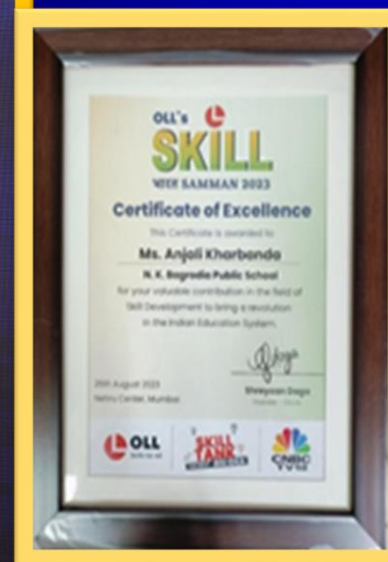 OLL's
SKILL
भारत SAMMAN 2023
Certificate of Excellence
This Certificate is awarded to
Ms. Anjali Kharbanda
N. K. Bagrodia Public School
for your valuable contribution in the field of
Skill Development to bring a revolution
in the Indian Education System.
August 2023
Nehru Center, Mumbai
Shreyaan Daga
OLL
SKILL
TANK
CNBC
TV18